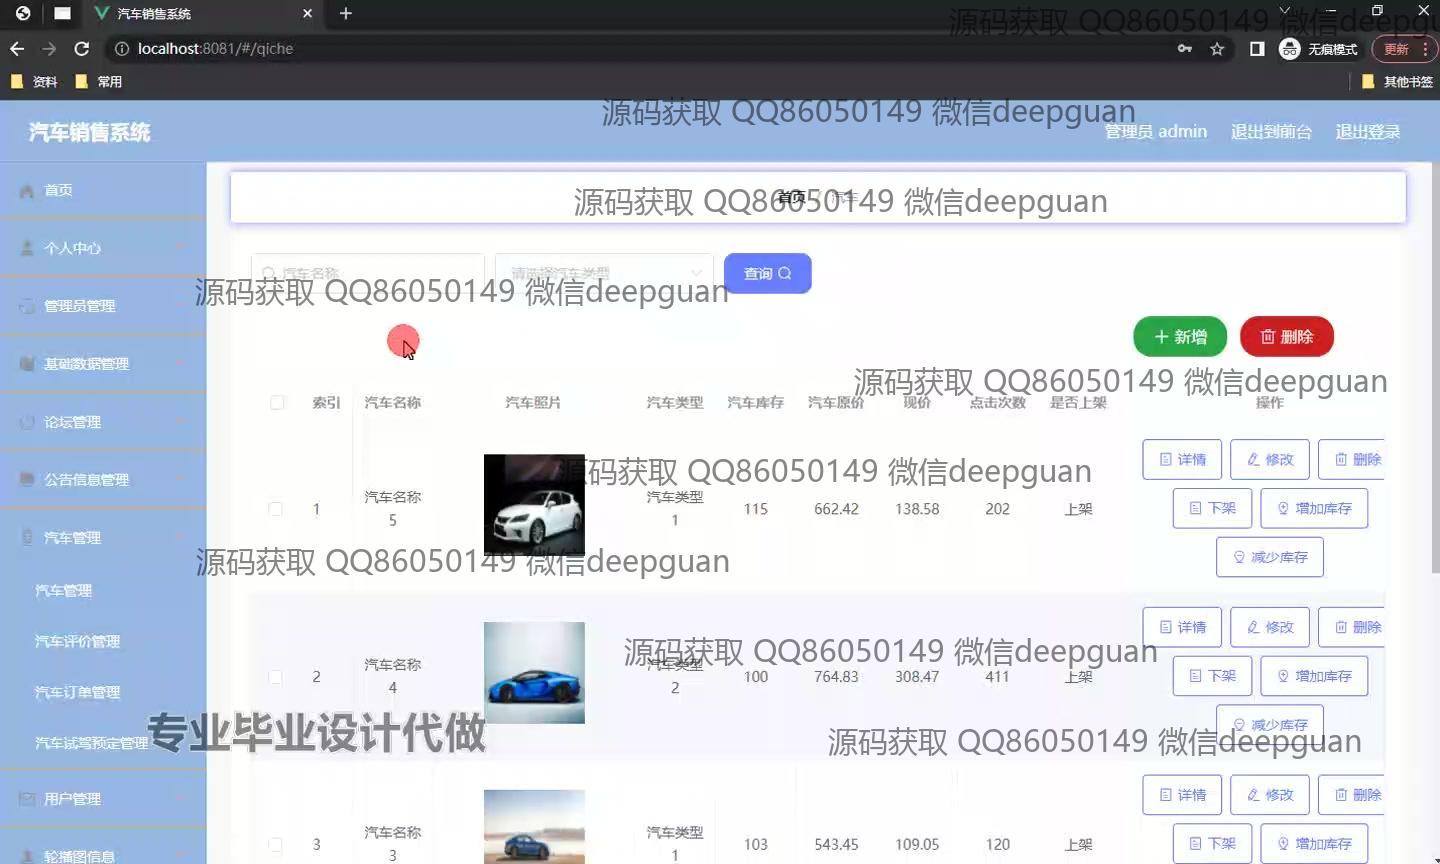 汽车销售系统
源码获取 QQ86050149 微信deepgu
localhost:8081/#/qiche
无痕模式
更新
资料
常用
其他书签
源码获取 QQ86050149 微信deepguan
汽车销售系统
管理员 admin
退出到前台
退出登录
首页
首页
源码获取 QQ86050149 微信deepguan
个人中心
汽车名称
请选择汽车类型
查询
源码获取 QQ86050149 微信deepguan
管理员管理
新增
删除
基础数据管理
源码获取 QQ86050149 微信deepguan
索引 汽车名称 汽车照片 汽车类型 汽车库存 汽车原价 现价 点击次数 是否上架 操作
论坛管理
公告信息管理
源码获取 QQ86050149 微信deepguan
详情 修改 删除
1 汽车名称5 汽车类型1 115 662.42 138.58 202 上架
下架 增加库存
减少库存
汽车管理
源码获取 QQ86050149 微信deepguan
汽车管理
汽车评价管理
详情 修改 删除
源码获取 QQ86050149 微信deepguan
2 汽车名称4 汽车类型2 100 764.83 308.47 411 上架
下架 增加库存
减少库存
汽车订单管理
汽车试驾预定管理
专业毕业设计代做
源码获取 QQ86050149 微信deepguan
用户管理
详情 修改 删除
3 汽车名称3 汽车类型1 103 543.45 109.05 120 上架
下架 增加库存
轮播图信息